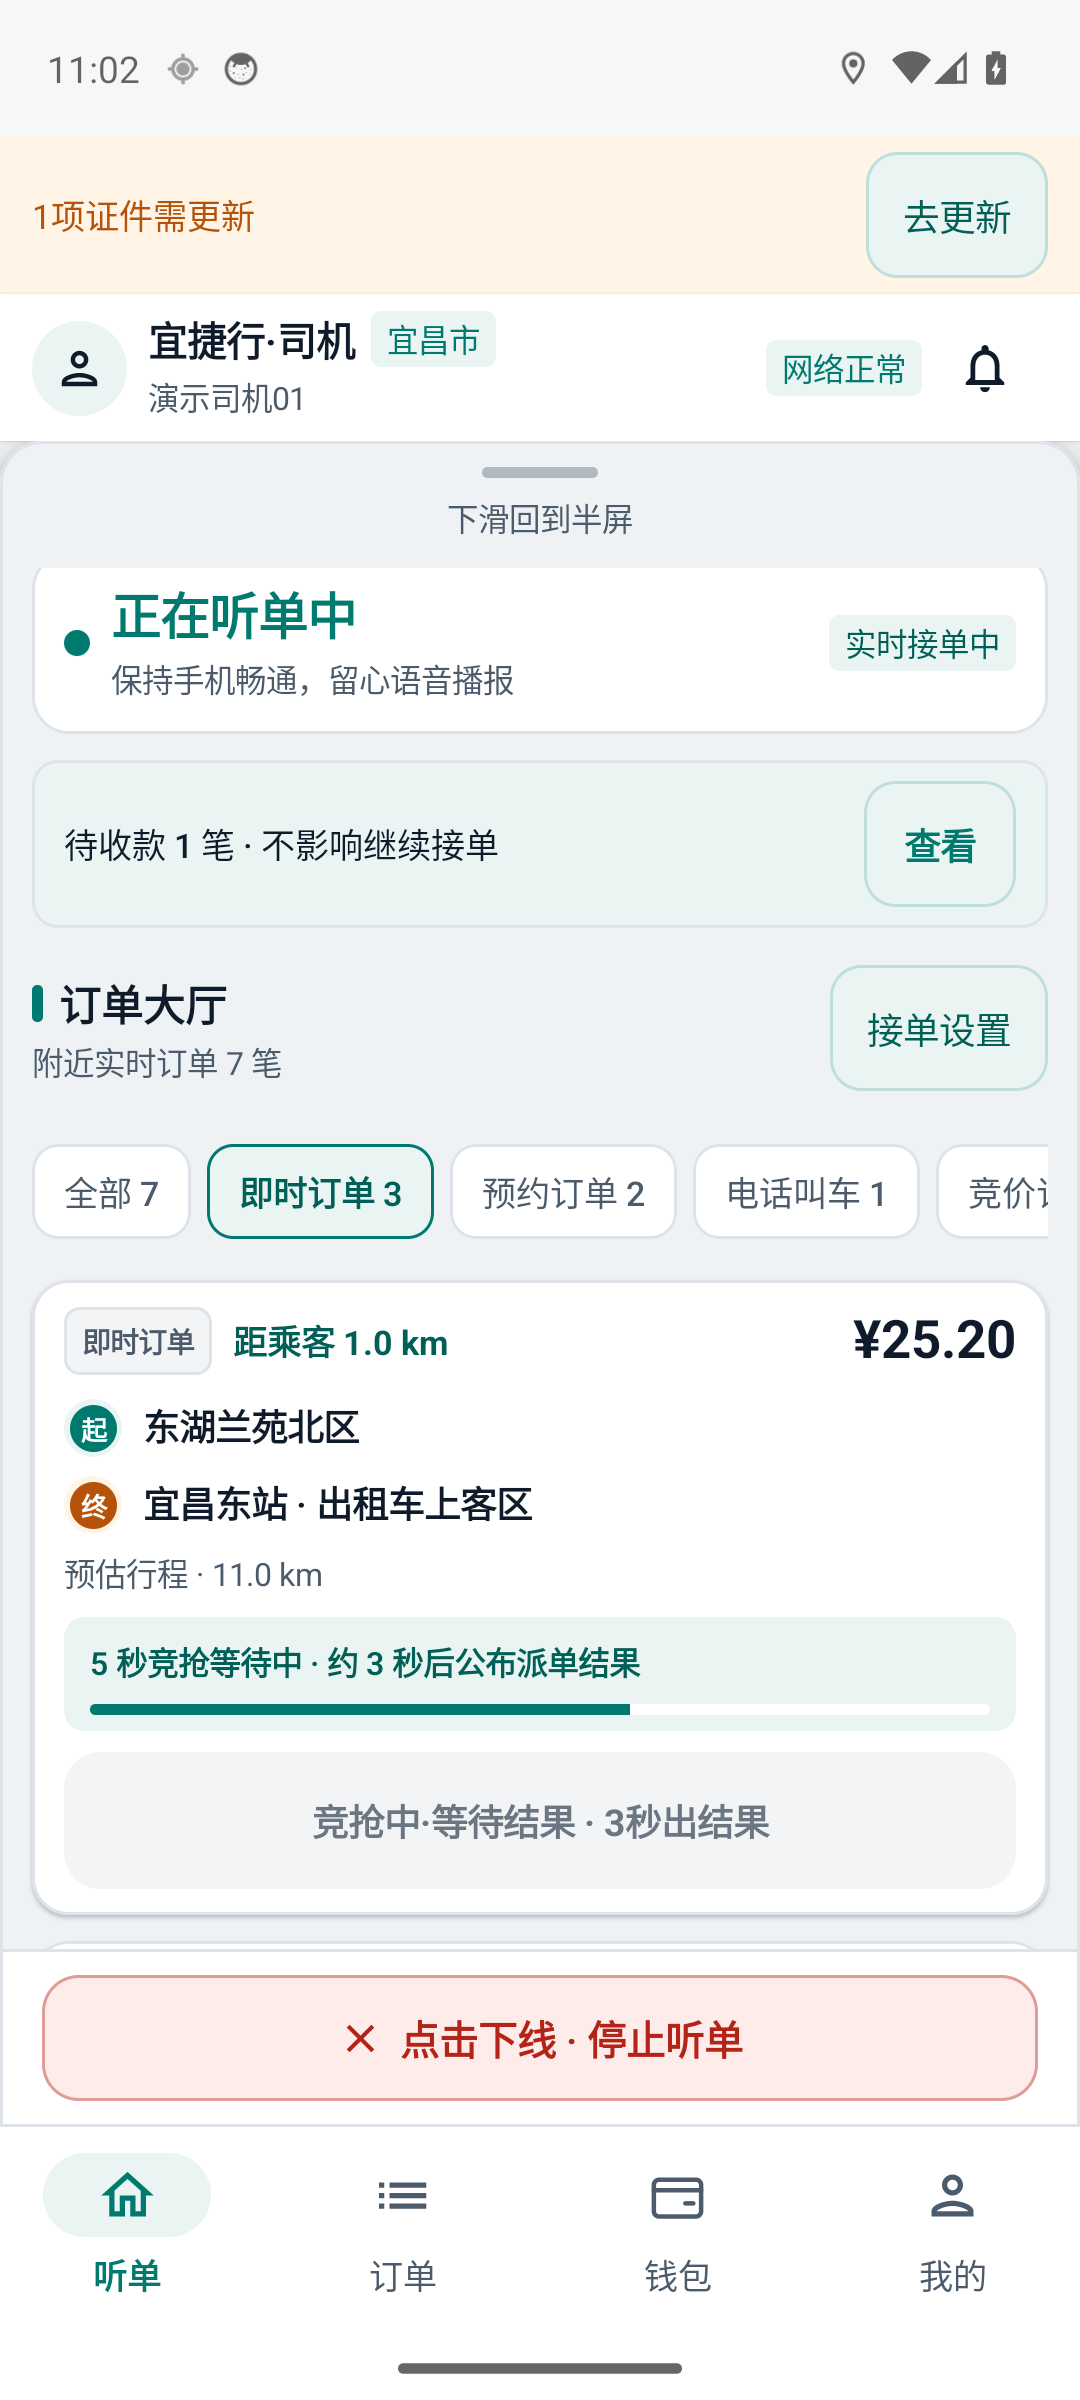 11:02
1项证件需更新
去更新
宜捷行·司机
宜昌市
演示司机01
网络正常
下滑回到半屏
正在听单中
保持手机畅通，留心语音播报
实时接单中
待收款 1 笔 · 不影响继续接单
查看
订单大厅
附近实时订单 7 笔
接单设置
全部 7
即时订单 3
预约订单 2
电话叫车 1
竞价
即时订单
距乘客 1.0 km
¥25.20
起 东湖兰苑北区
终 宜昌东站 · 出租车上客区
预估行程 · 11.0 km
5 秒竞抢等待中 · 约 3 秒后公布派单结果
竞抢中·等待结果 · 3秒出结果
点击下线 · 停止听单
听单
订单
钱包
我的